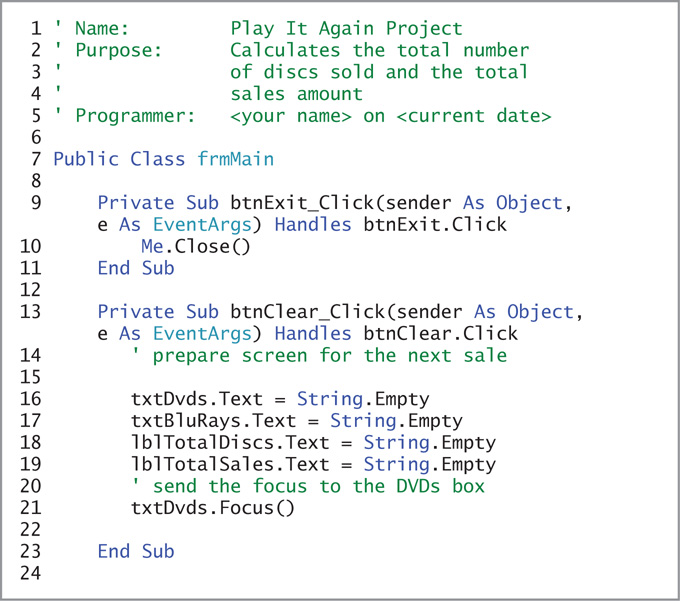 1 ' Name: Play It Again Project
2 ' Purpose: Calculates the total number
3 ' of discs sold and the total
4 ' sales amount
5 ' Programmer: <your name> on <current date>
6
7 Public Class frmMain
8
9 Private Sub btnExit_Click(sender As Object,
e As EventArgs) Handles btnExit.Click
10 Me.Close()
11 End Sub
12
13 Private Sub btnClear_Click(sender As Object,
e As EventArgs) Handles btnClear.Click
14 ' prepare screen for the next sale
15
16 txtDvds.Text = String.Empty
17 txtBluRays.Text = String.Empty
18 lblTotalDiscs.Text = String.Empty
19 lblTotalSales.Text = String.Empty
20 ' send the focus to the DVDs box
21 txtDvds.Focus()
22
23 End Sub
24